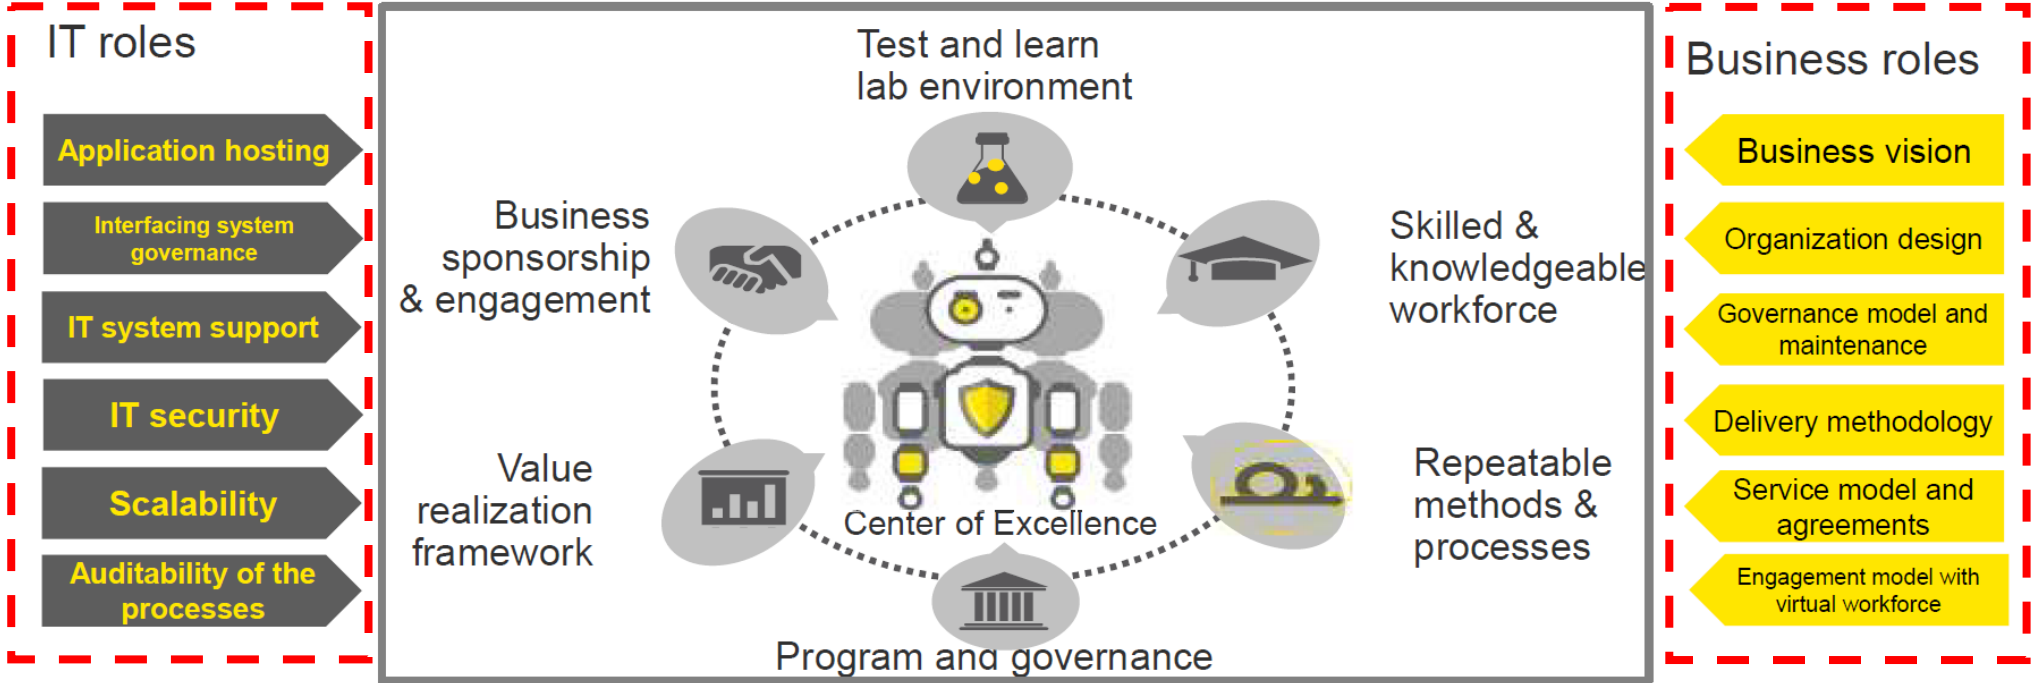 IT roles
Application hosting
Interfacing system
governance
IT system support
IT security
Scalability
Auditability of the
processes
Test and learn
lab environment
Business
sponsorship
& engagement
Skilled &
knowledgeable
workforce
Value
realization
framework
Repeatable
methods &
processes
Center of Excellence
Program and governance
Business roles
Business vision
Organization design
Governance model and
maintenance
Delivery methodology
Service model and
agreements
Engagement model with
virtual workforce